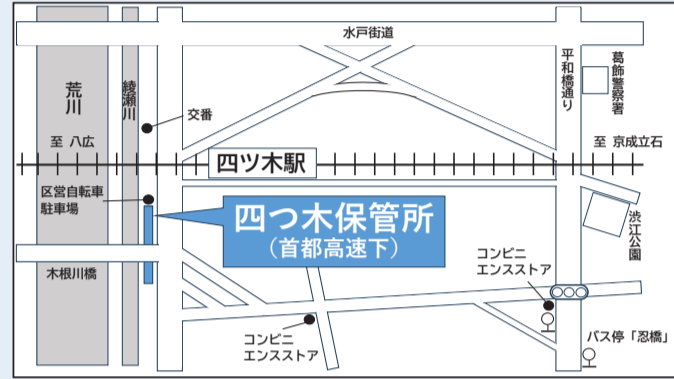 水戸街道
荒川
綾瀬川
交番
平和橋通り
葛飾警察署
至 八広
至 京成立石
四ツ木駅
区営自転車
駐車場
四つ木保管所
（首都高速下）
渋江公園
コンビニ
エンスストア
木根川橋
コンビニ
エンスストア
バス停「忍橋」